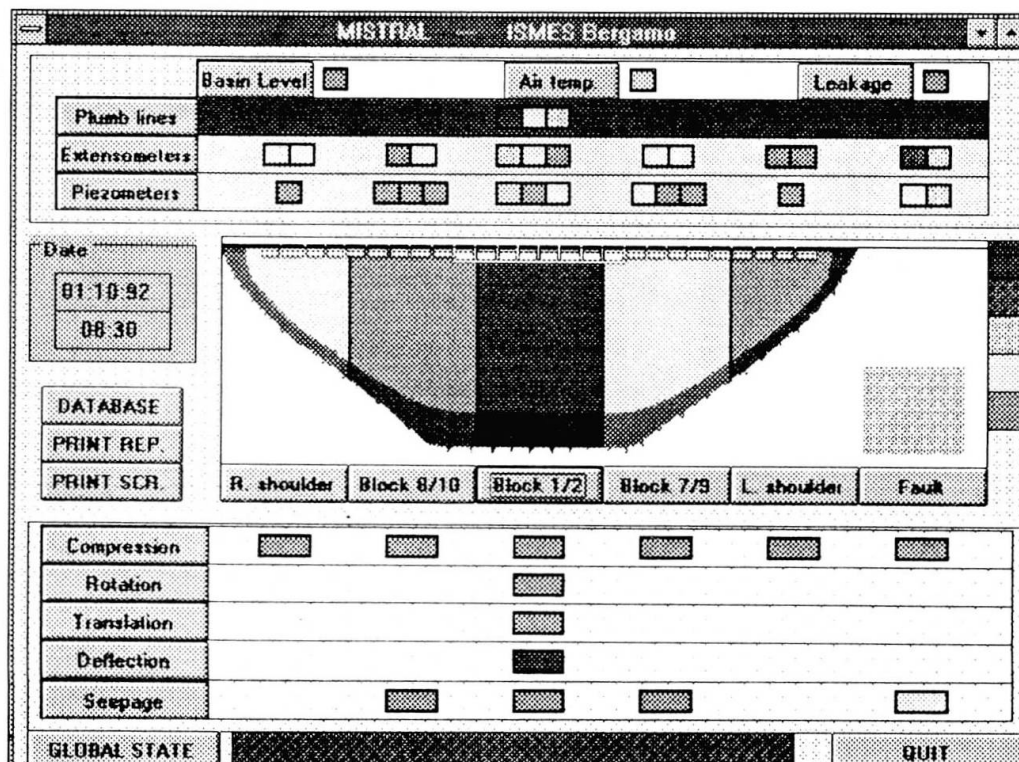 MISTRAL — ISMES Bergamo
Basin Level Air temp Leakage
Plumb lines
Extensometers
Piezometers
Date
01:10:92
08:30
DATABASE
PRINT REP.
PRINT SCR.
R. shoulder Block 8/10 Block 1/2 Block 7/9 L. shoulder Fault
Compression
Rotation
Translation
Deflection
Seepage
GLOBAL STATE QUIT